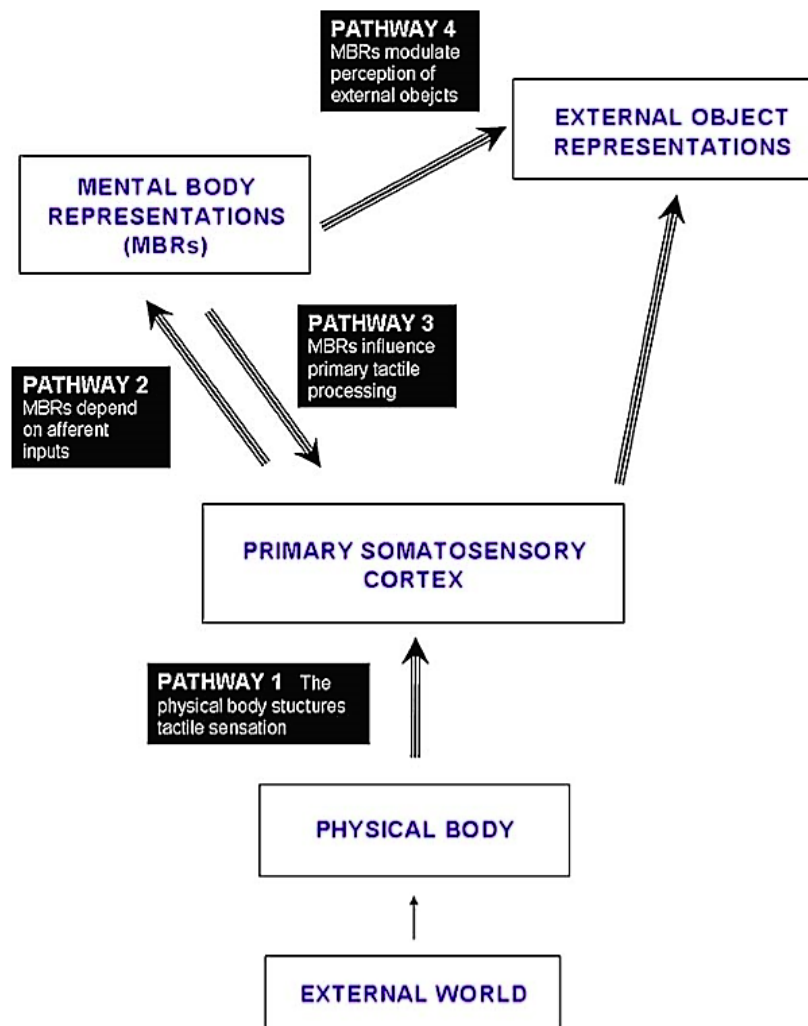 PATHWAY 4
MBRs modulate
perception of
external obejcts
EXTERNAL OBJECT
REPRESENTATIONS
MENTAL BODY
REPRESENTATIONS
(MBRs)
PATHWAY 3
MBRs influence
primary tactile
processing
PATHWAY 2
MBRs depend
on afferent
inputs
PRIMARY SOMATOSENSORY
CORTEX
PATHWAY 1 The
physical body stuctures
tactile sensation
PHYSICAL BODY
EXTERNAL WORLD